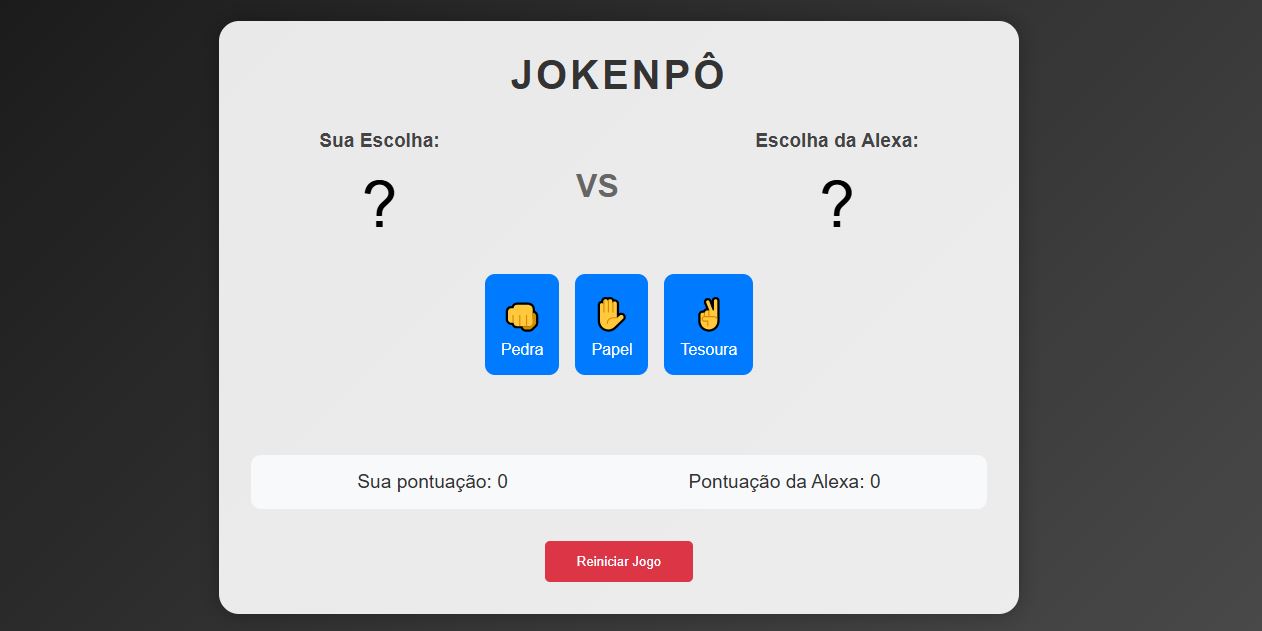 JOKENPÔ
Sua Escolha:
?
VS
Escolha da Alexa:
?
Pedra
Papel
Tesoura
Sua pontuação: 0
Pontuação da Alexa: 0
Reiniciar Jogo